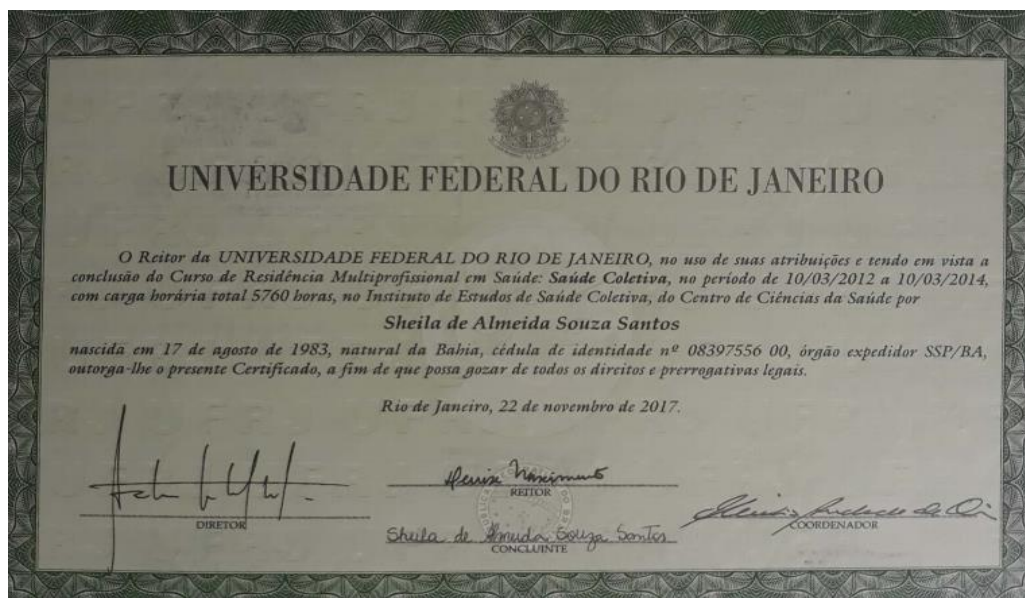 UNIVERSIDADE FEDERAL DO RIO DE JANEIRO
O Reitor da UNIVERSIDADE FEDERAL DO RIO DE JANEIRO, no uso de suas atribuições e tendo em vista a
conclusão do Curso de Residência Multiprofissional em Saúde: Saúde Coletiva, no período de 10/03/2012 a 10/03/2014,
com carga horária total 5760 horas, no Instituto de Estudos de Saúde Coletiva, do Centro de Ciências da Saúde por
Sheila de Almeida Souza Santos
nascida em 17 de agosto de 1983, natural da Bahia, cédula de identidade nº 08397556 00, órgão expedidor SSP/BA,
outorga-lhe o presente Certificado, a fim de que possa gozar de todos os direitos e prerrogativas legais.
Rio de Janeiro, 22 de novembro de 2017.
Denise Nascimento
REITOR
DIRETOR
COORDENADOR
Sheila de Almeida Souza Santos
CONCLUINTE